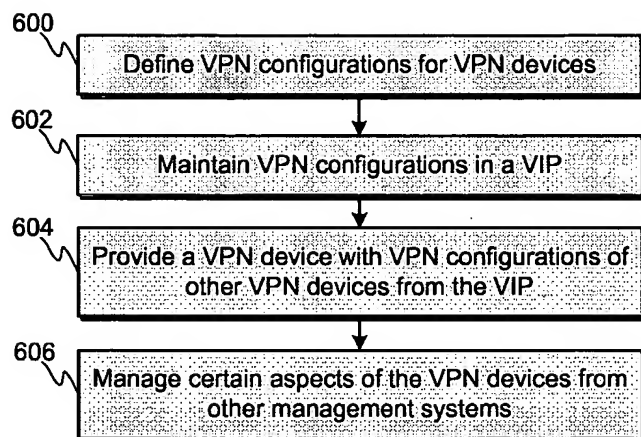 600
Define VPN configurations for VPN devices
602
Maintain VPN configurations in a VIP
604
Provide a VPN device with VPN configurations of
other VPN devices from the VIP
606
Manage certain aspects of the VPN devices from
other management systems